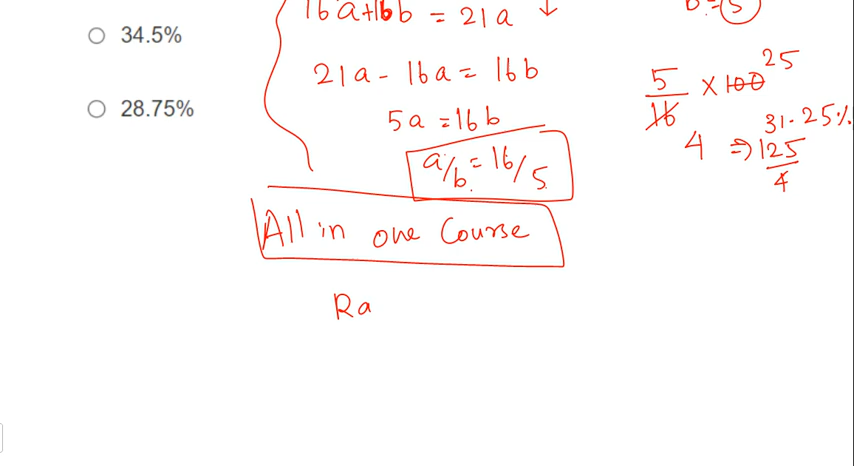 16a+16b = 21a ↓
b = 5
34.5%
21a - 16a = 16b
5/16 × 100 25
28.75%
5a = 16b
31.25%
4 ⇒ 125/4
a/b = 16/5
All in one Course
Ra